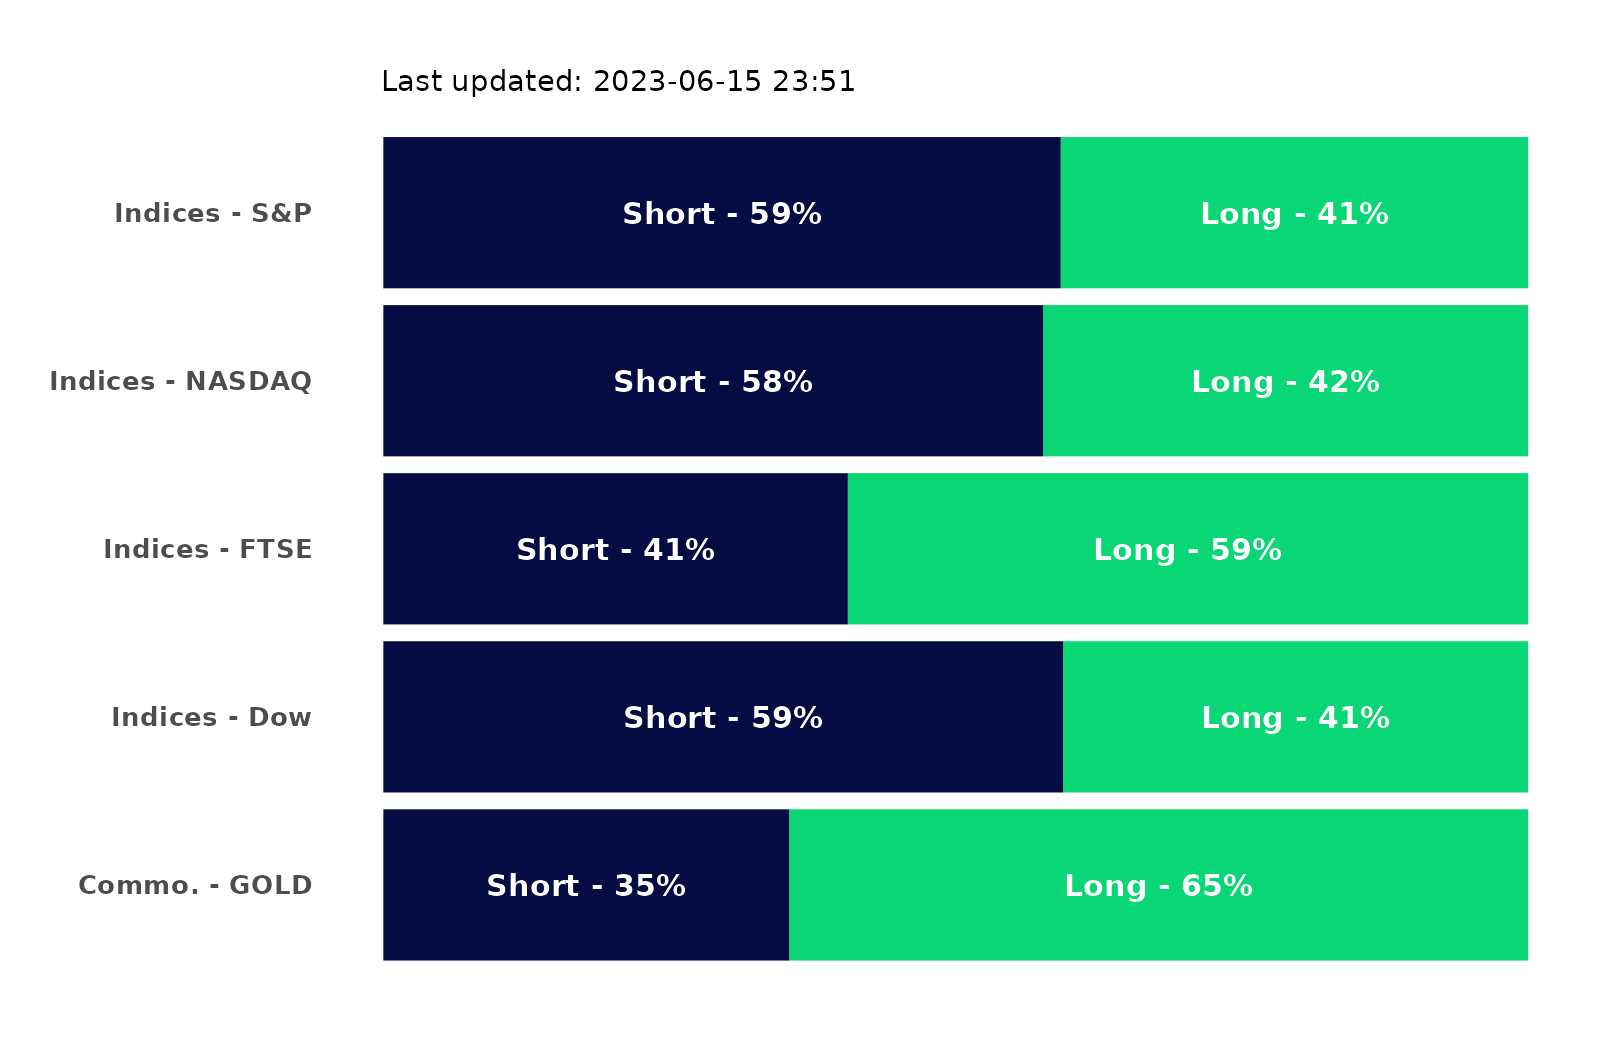 Last updated: 2023-06-15 23:51
Indices - S&P Short - 59% Long - 41%
Indices - NASDAQ Short - 58% Long - 42%
Indices - FTSE Short - 41% Long - 59%
Indices - Dow Short - 59% Long - 41%
Commo. - GOLD Short - 35% Long - 65%